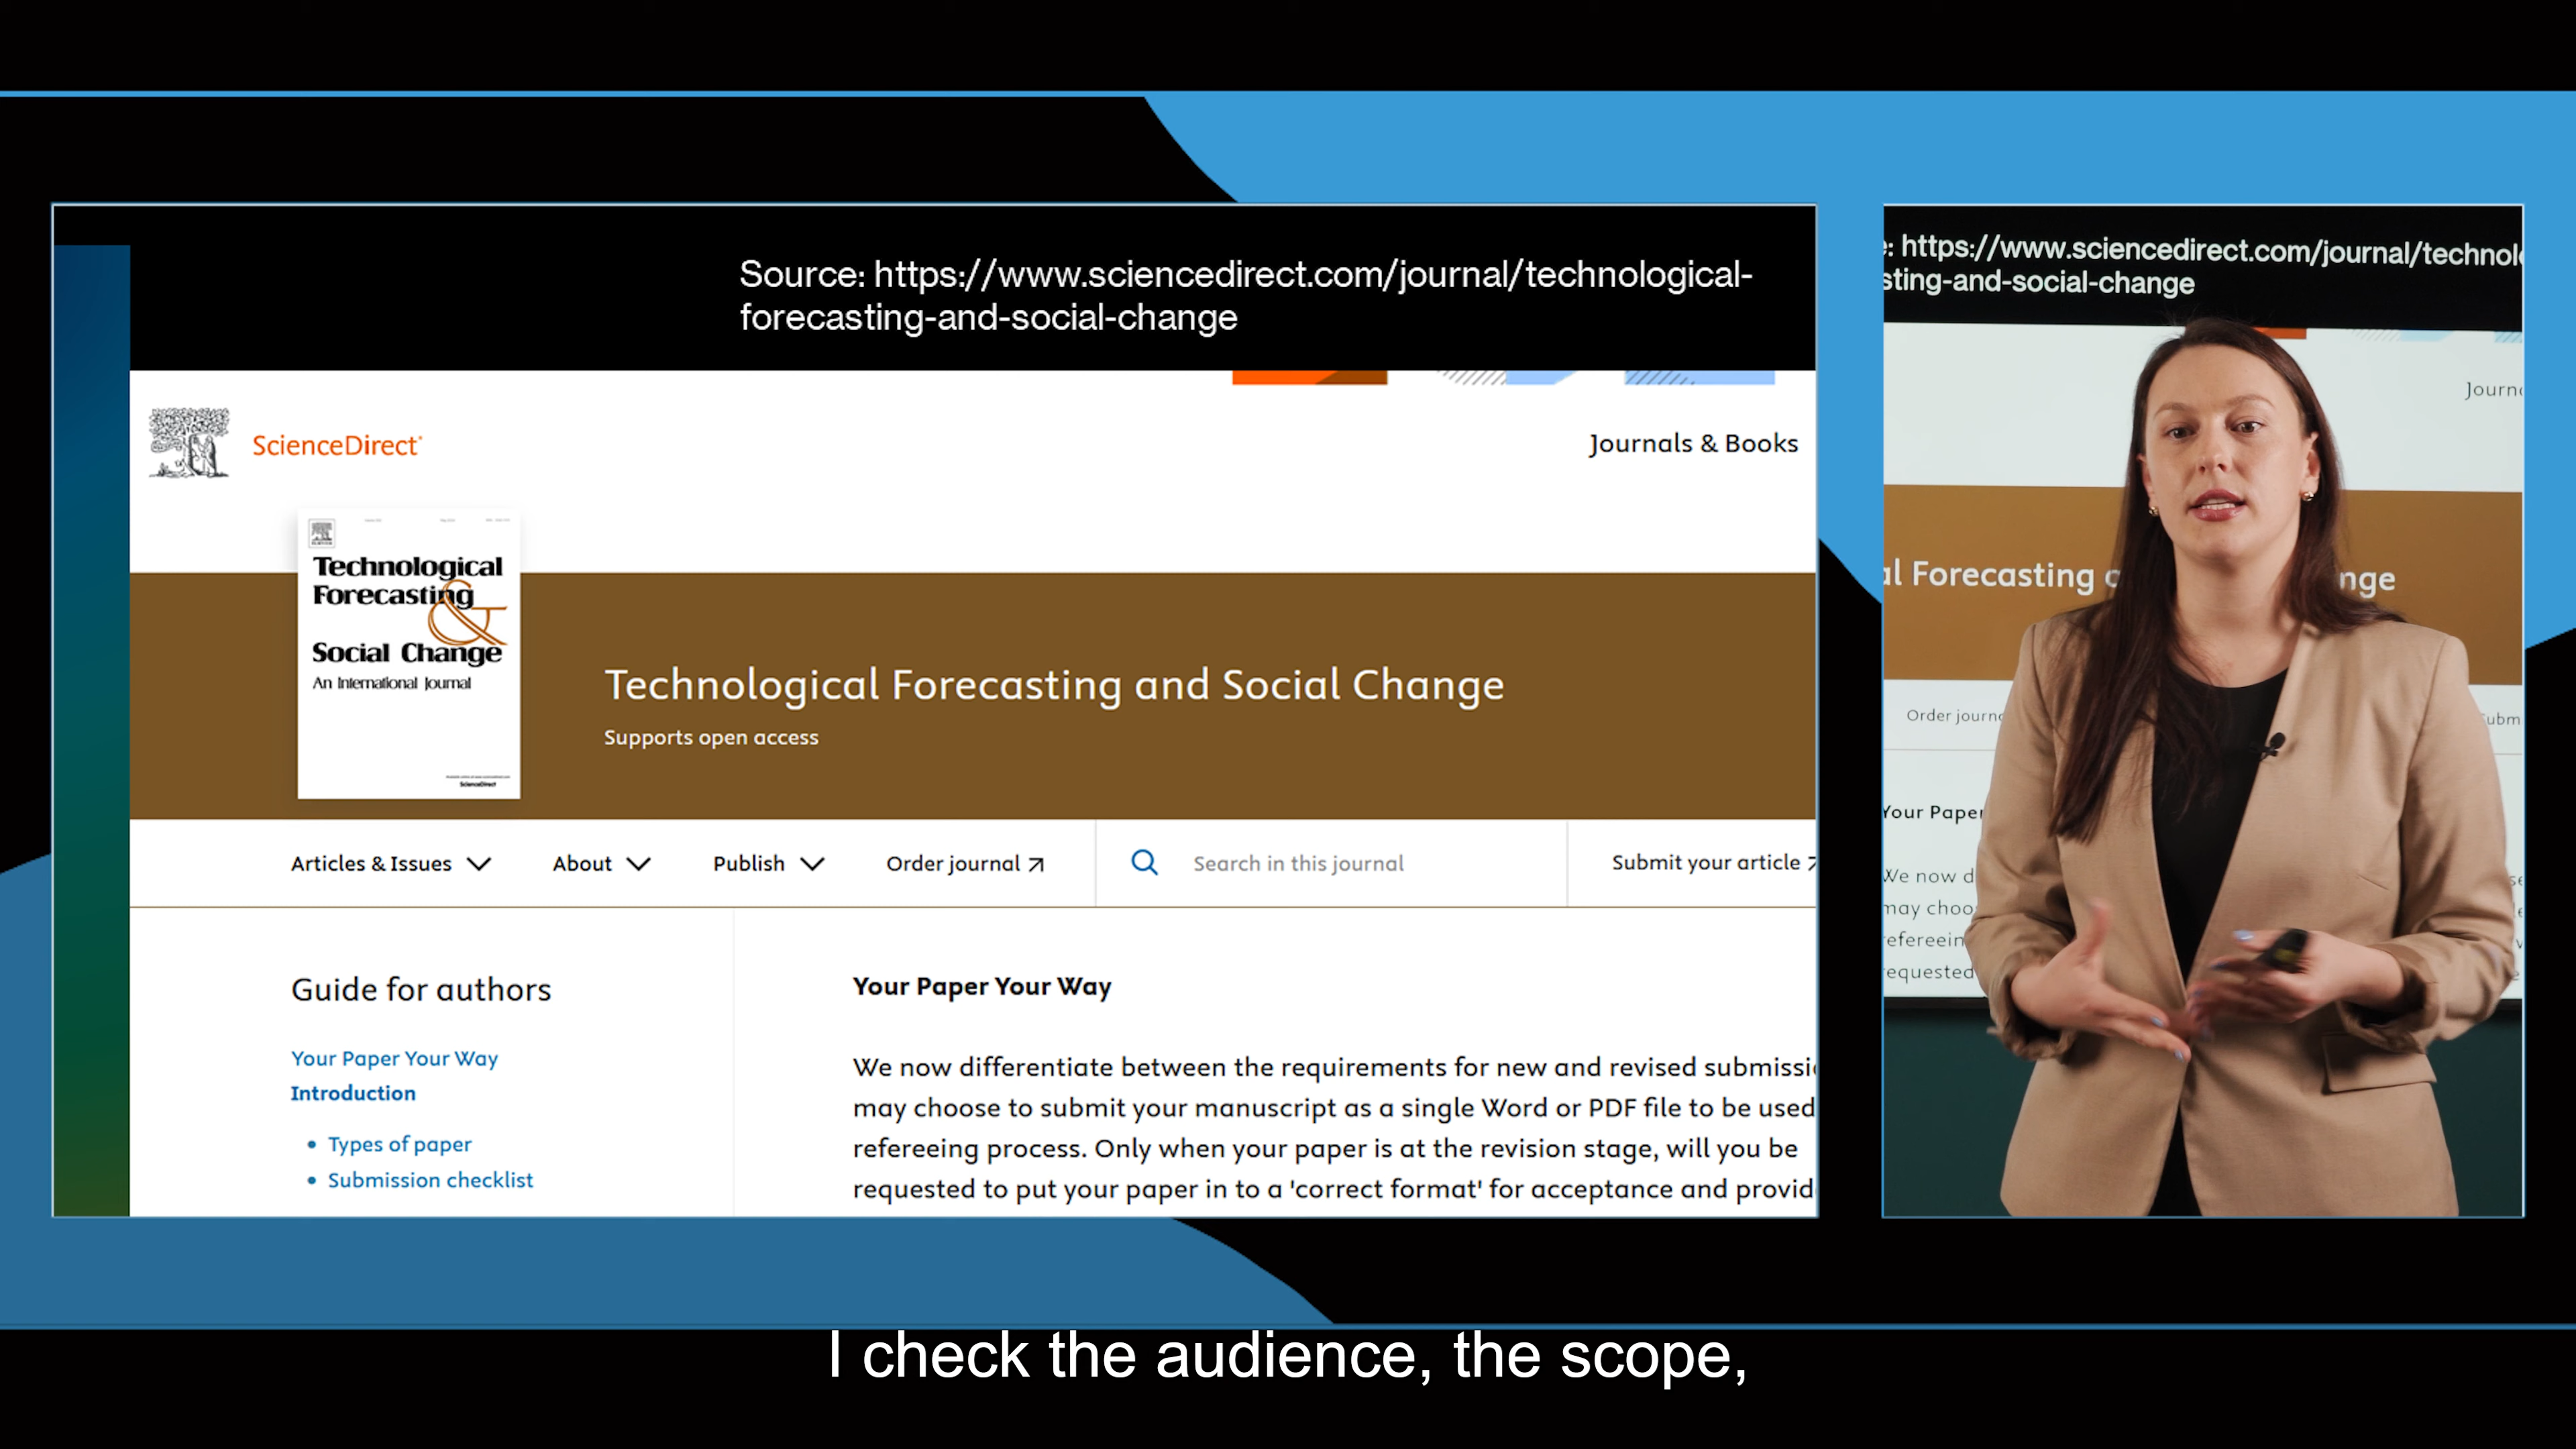 Source: https://www.sciencedirect.com/journal/technological-
forecasting-and-social-change
ScienceDirect
Journals & Books
Technological
Forecasting
&
Social Change
An International Journal
ScienceDirect
Technological Forecasting and Social Change
Supports open access
Articles & Issues
About
Publish
Order journal
Search in this journal
Submit your article
Guide for authors
Your Paper Your Way
Introduction
• Types of paper
• Submission checklist
Your Paper Your Way
We now differentiate between the requirements for new and revised submissi
may choose to submit your manuscript as a single Word or PDF file to be used
refereeing process. Only when your paper is at the revision stage, will you be
requested to put your paper in to a 'correct format' for acceptance and provid
: https://www.sciencedirect.com/journal/technol
sting-and-social-change
Journ
al Forecasting
nge
Order journ
ubm
Your Paper
We now d
may choo
refereein
requested
I check the audience, the scope,